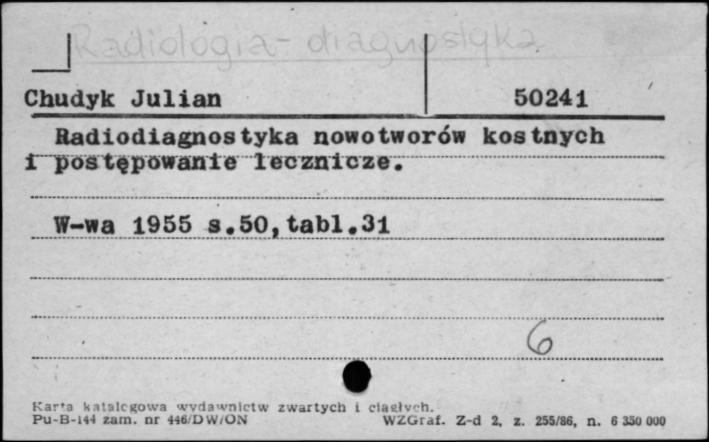 Radiologia - diagnostyka
Chudyk Julian 50241
Radiodiagnostyka nowotworów kostnych
i postępowanie lecznicze.
W-wa 1955 s.50,tabl.31
6
Karta katalogowa wydawnictw zwartych i ciągłych.
Pu-B-144 zam. nr 446/DW/ON WZGraf. Z-d 2, z. 255/86, n. 6 350 000